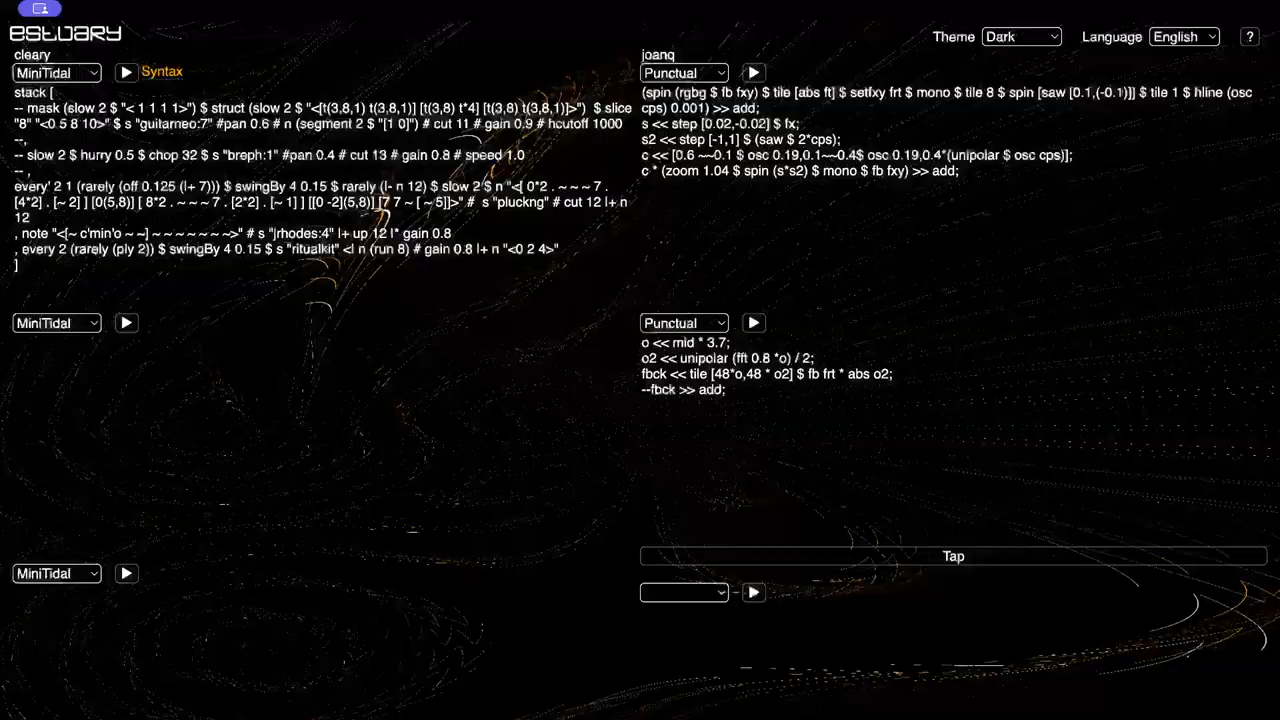 ESTUARY
Theme Dark Language English ?
cleary
MiniTidal Syntax
stack [
-- mask (slow 2 $ "< 1 1 1 1>") $ struct (slow 2 $ "<[t(3,8,1) t(3,8,1)] [t(3,8) t*4] [t(3,8) t(3,8,1)]>") $ slice
"8" "<0.5 8 10>" $ s "guitarneo:7" #pan 0.6 # n (segment 2 $ "[1 0]") # cut 11 # gain 0.9 # hcutoff 1000
--,
-- slow 2 $ hurry 0.5 $ chop 32 $ s "breph:1" #pan 0.4 # cut 13 # gain 0.8 # speed 1.0
-- ,
every' 2 1 (rarely (off 0.125 (|+ 7))) $ swingBy 4 0.15 $ rarely (|- n 12) $ slow 2 $ n "<[ 0*2 . ~ ~ ~ 7 .
[4*2] . [~ 2] ] [0(5,8)] [ 8*2 . ~ ~ ~ 7 . [2*2] . [~ 1] ] [[0 -2](5,8)] [7 7 ~ [ ~ 5]]>" # s "pluckng" # cut 12 |+ n
12
, note "<[~ c'min'o ~ ~] ~ ~ ~ ~ ~ ~ ~>" # s "jrhodes:4" |+ up 12 |* gain 0.8
, every 2 (rarely (ply 2)) $ swingBy 4 0.15 $ s "ritualkit" <| n (run 8) # gain 0.8 |+ n "<0 2 4>"
]
MiniTidal
MiniTidal
joanq
Punctual
(spin (rgbg $ fb fxy) $ tile [abs ft] $ setfxy frt $ mono $ tile 8 $ spin [saw [0.1,(-0.1)]] $ tile 1 $ hline (osc
cps) 0.001) >> add;
s << step [0.02,-0.02] $ fx;
s2 << step [-1,1] $ (saw $ 2*cps);
c << [0.6 ~~0.1 $ osc 0.19,0.1~~0.4$ osc 0.19,0.4*(unipolar $ osc cps)];
c * (zoom 1.04 $ spin (s*s2) $ mono $ fb fxy) >> add;
Punctual
o << mid * 3.7;
o2 << unipolar (fft 0.8 *o) / 2;
fbck << tile [48*o,48 * o2] $ fb frt * abs o2;
--fbck >> add;
Tap
-